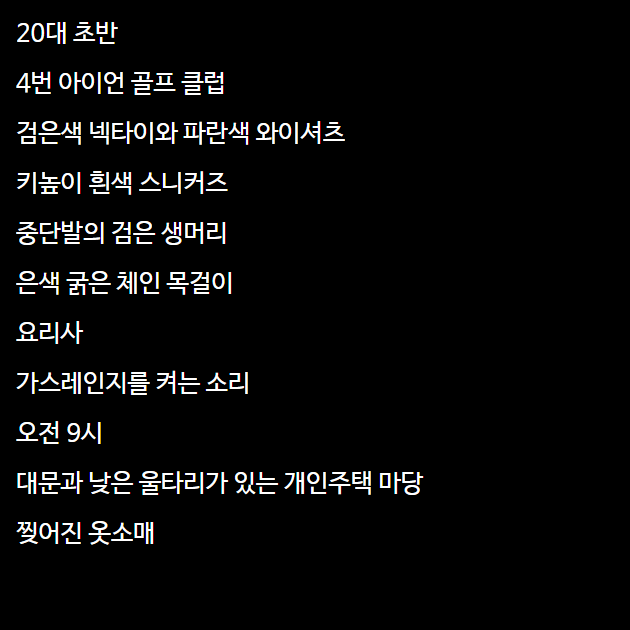 20대 초반
4번 아이언 골프 클럽
검은색 넥타이와 파란색 와이셔츠
키높이 흰색 스니커즈
중단발의 검은 생머리
은색 굵은 체인 목걸이
요리사
가스레인지를 켜는 소리
오전 9시
대문과 낮은 울타리가 있는 개인주택 마당
찢어진 옷소매